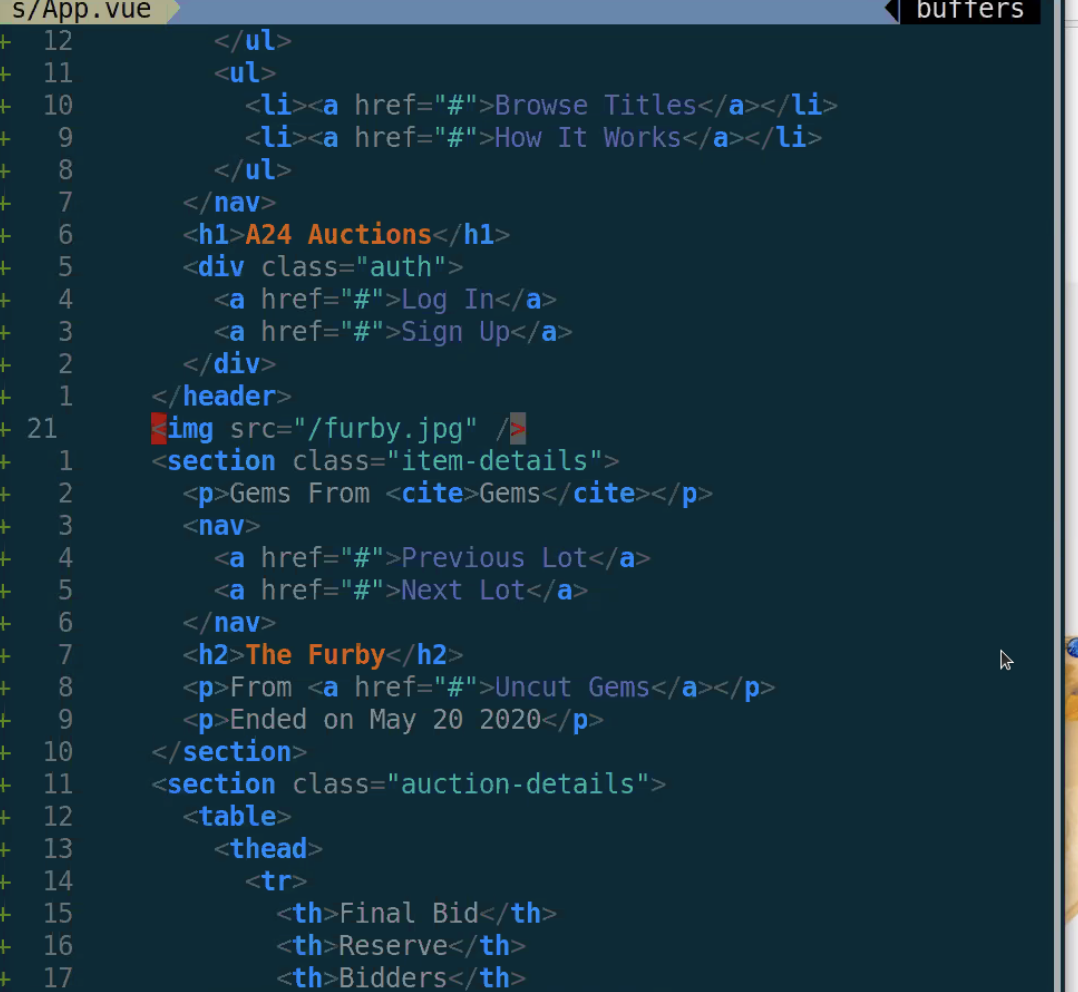 s/App.vue buffers
+ 12 </ul>
+ 11 <ul>
+ 10 <li><a href="#">Browse Titles</a></li>
+ 9 <li><a href="#">How It Works</a></li>
+ 8 </ul>
+ 7 </nav>
+ 6 <h1>A24 Auctions</h1>
+ 5 <div class="auth">
+ 4 <a href="#">Log In</a>
+ 3 <a href="#">Sign Up</a>
+ 2 </div>
+ 1 </header>
+ 21 <img src="/furby.jpg" />
+ 1 <section class="item-details">
+ 2 <p>Gems From <cite>Gems</cite></p>
+ 3 <nav>
+ 4 <a href="#">Previous Lot</a>
+ 5 <a href="#">Next Lot</a>
+ 6 </nav>
+ 7 <h2>The Furby</h2>
+ 8 <p>From <a href="#">Uncut Gems</a></p>
+ 9 <p>Ended on May 20 2020</p>
+ 10 </section>
+ 11 <section class="auction-details">
+ 12 <table>
+ 13 <thead>
+ 14 <tr>
+ 15 <th>Final Bid</th>
+ 16 <th>Reserve</th>
+ 17 <th>Bidders</th>